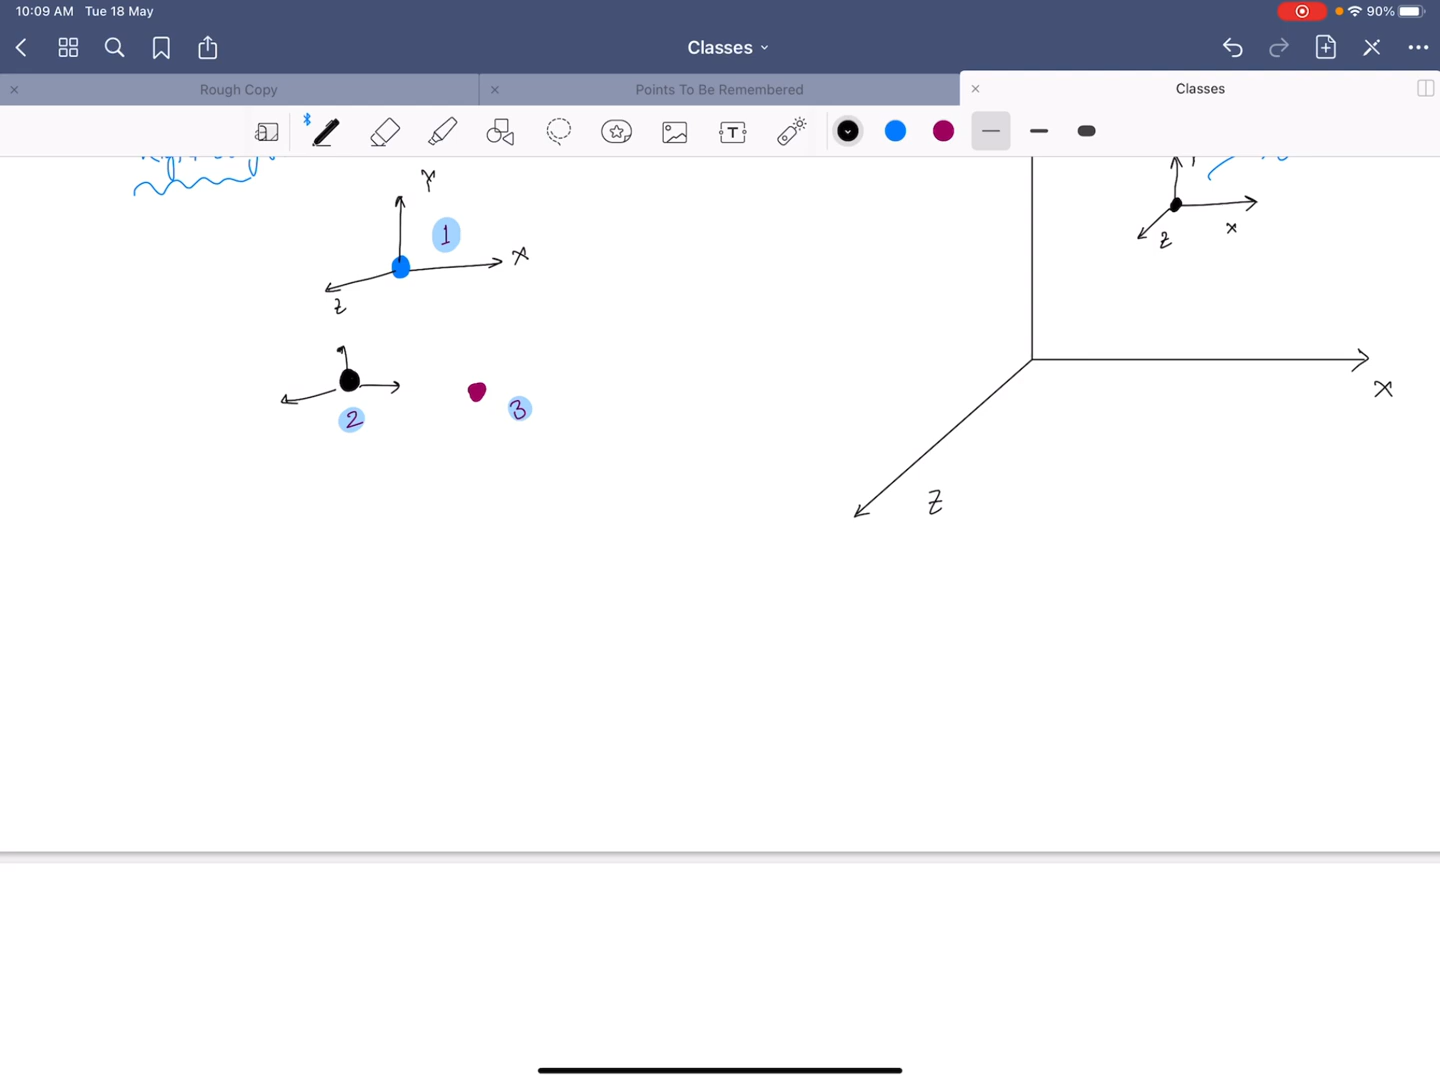 10:09 AM Tue 18 May
90%
Classes
Rough Copy
Points To Be Remembered
Classes
T
Y
1
X
Z
2
3
Z
X
X
Z